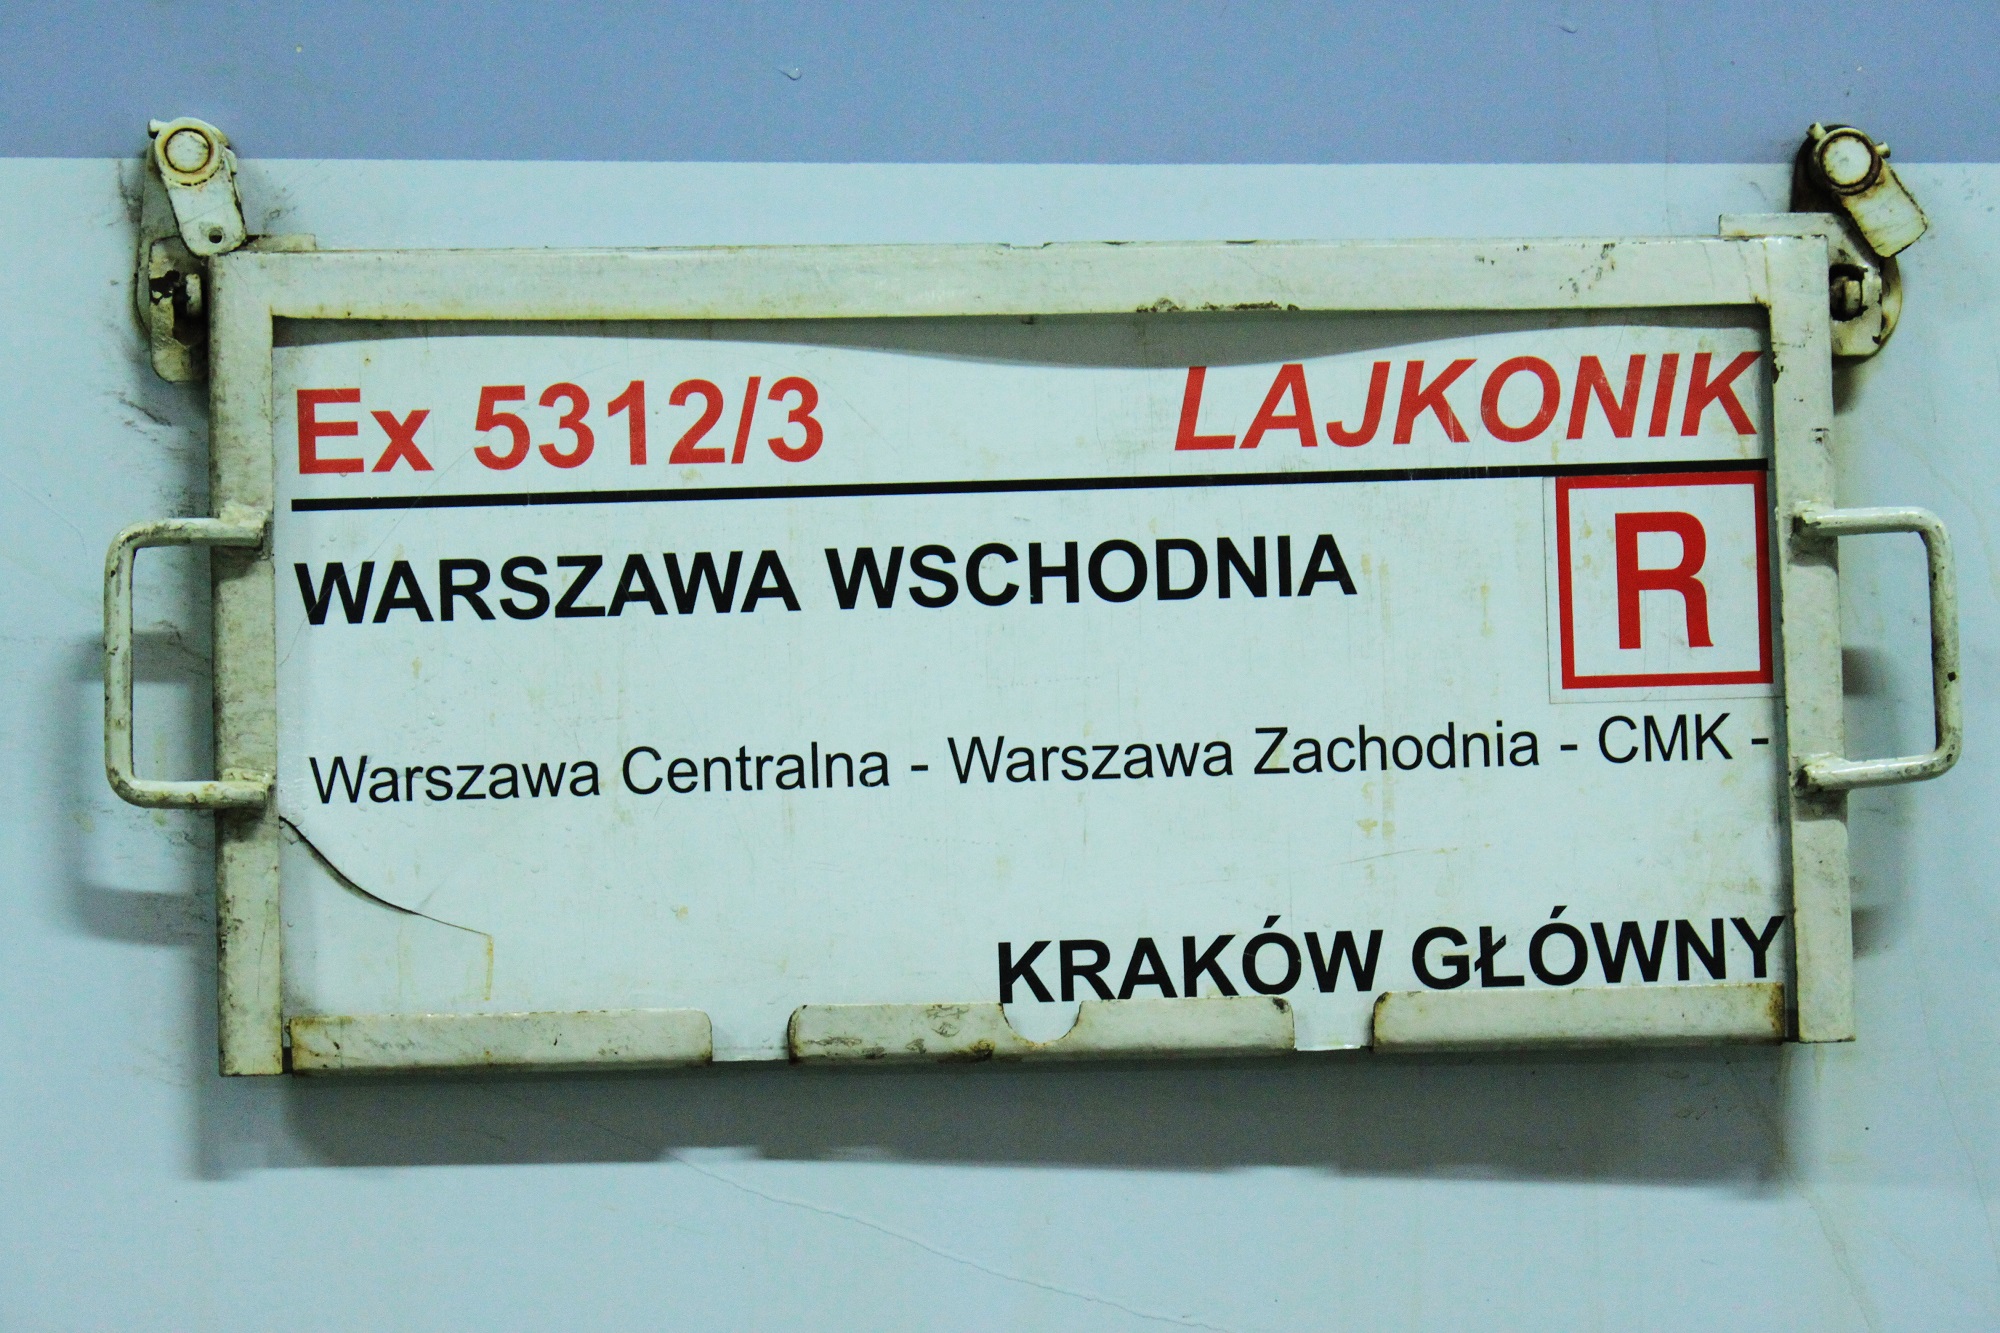 Ex 5312/3 LAJKONIK
WARSZAWA WSCHODNIA
R
Warszawa Centralna - Warszawa Zachodnia - CMK -
KRAKÓW GŁÓWNY